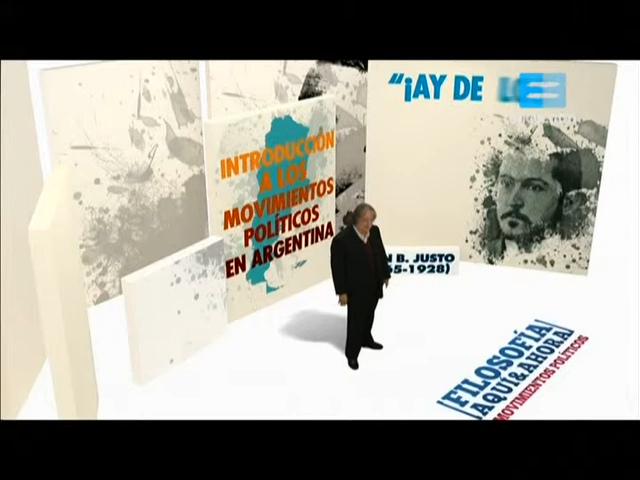 “¡AY DE
INTRODUCCIÓN
A LOS
MOVIMIENTOS
POLÍTICOS
EN ARGENTINA
N B. JUSTO
5-1928)
FILOSOFÍA
AQUÍ&AHORA
MOVIMIENTOS POLÍTICOS